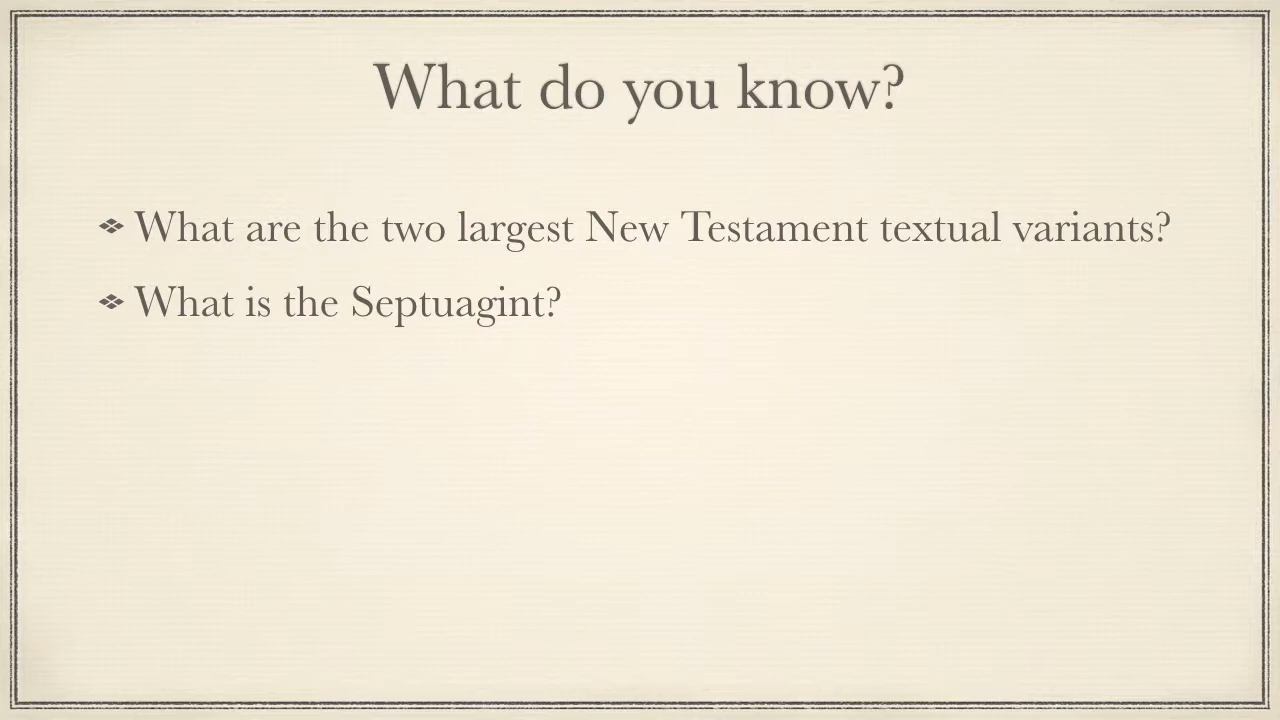 What do you know?
What are the two largest New Testament textual variants?
What is the Septuagint?